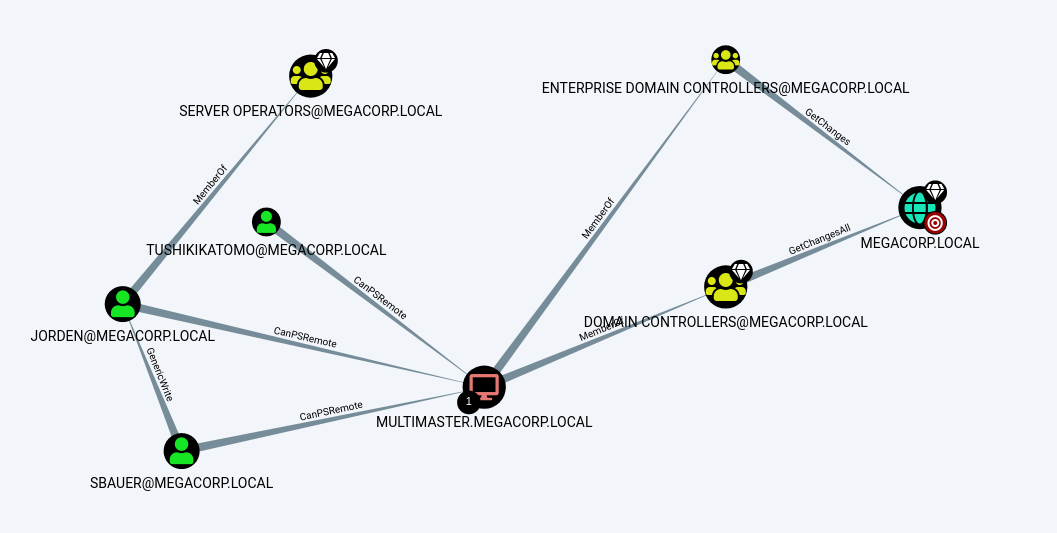 SERVER OPERATORS@MEGACORP.LOCAL
ENTERPRISE DOMAIN CONTROLLERS@MEGACORP.LOCAL
GetChanges
MemberOf
TUSHIKIKATOMO@MEGACORP.LOCAL
MemberOf
MEGACORP.LOCAL
GetChangesAll
CanPSRemote
JORDEN@MEGACORP.LOCAL
CanPSRemote
DOMAIN CONTROLLERS@MEGACORP.LOCAL
MemberOf
GenericWrite
CanPSRemote
1
MULTIMASTER.MEGACORP.LOCAL
SBAUER@MEGACORP.LOCAL